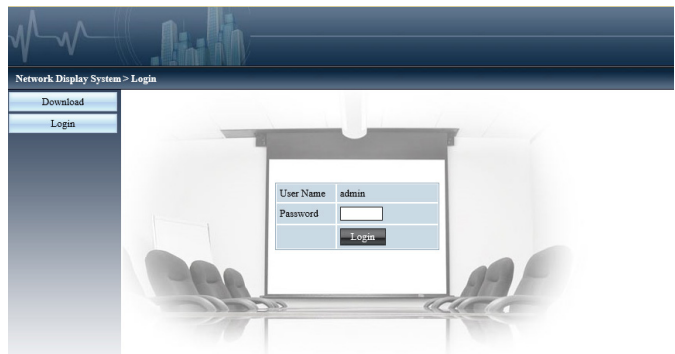 Network Display System > Login
Download
Login
User Name admin
Password
Login